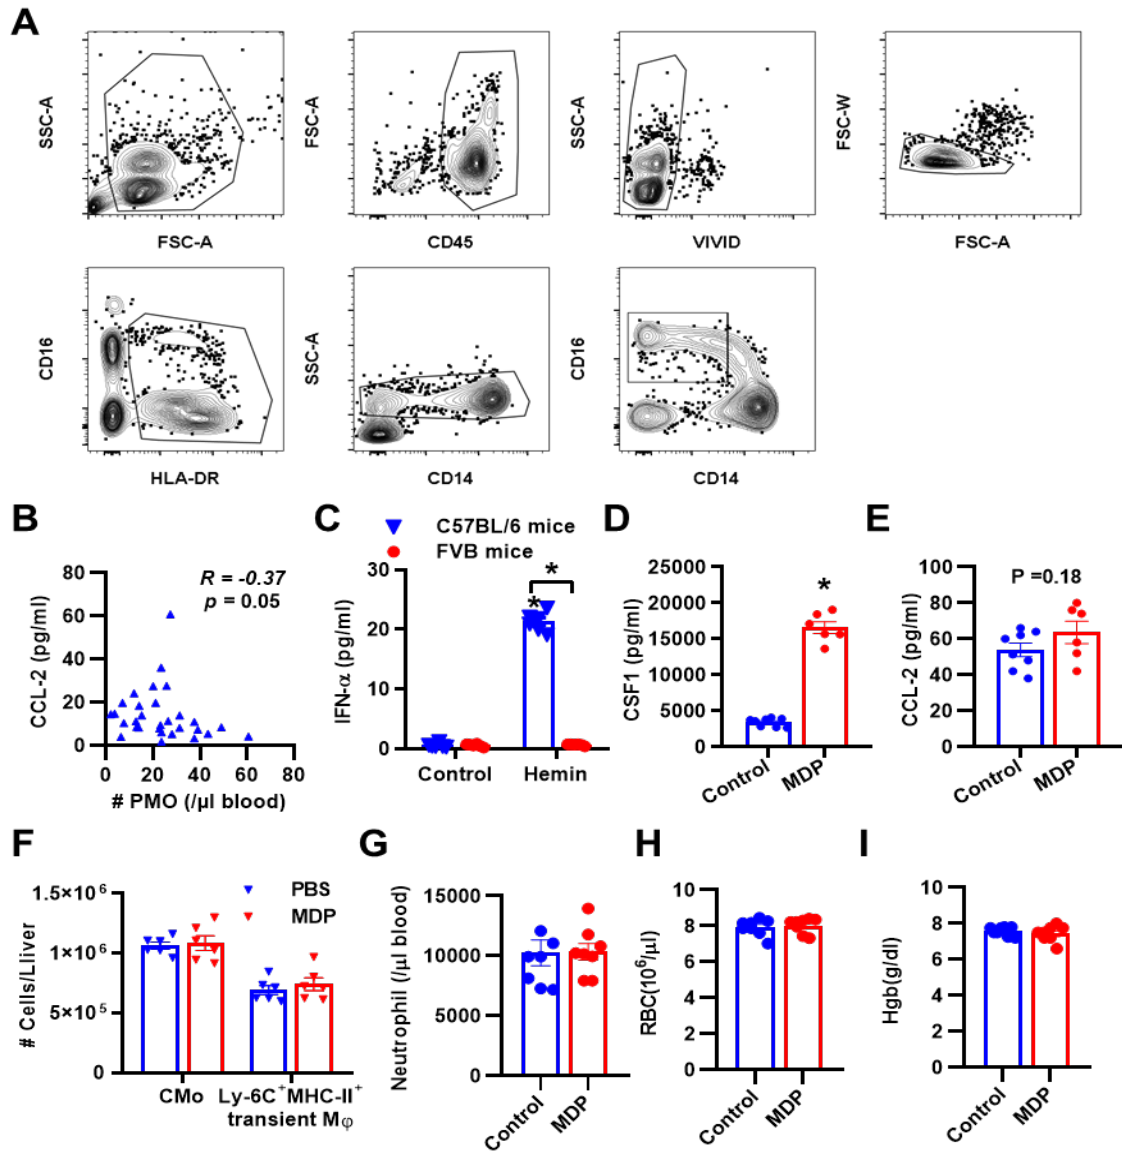 A
SSC-A
FSC-A
FSC-A
CD45
SSC-A
VIVID
FSC-W
FSC-A
CD16
HLA-DR
SSC-A
CD14
CD16
CD14
B
CCL-2 (pg/ml)
80
60
40
20
0
R = -0.37
p = 0.05
0 20 40 60 80
# PMO (/µl blood)
C
C57BL/6 mice
FVB mice
IFN-α (pg/ml)
30
20
10
0
*
*
Control Hemin
D
CSF1 (pg/ml)
25000
20000
15000
10000
5000
0
*
Control MDP
E
P =0.18
CCL-2 (pg/ml)
100
80
60
40
20
0
Control MDP
F
# Cells/Lliver
1.5×10⁶
1×10⁶
5×10⁵
0
PBS
MDP
CMo Ly-6C⁺MHC-II⁺
transient Mφ
G
Neutrophil (/µl blood)
15000
10000
5000
0
Control MDP
H
RBC(10⁶/µl)
10
8
6
4
2
0
Control MDP
I
Hgb(g/dl)
10
8
6
4
2
0
Control MDP